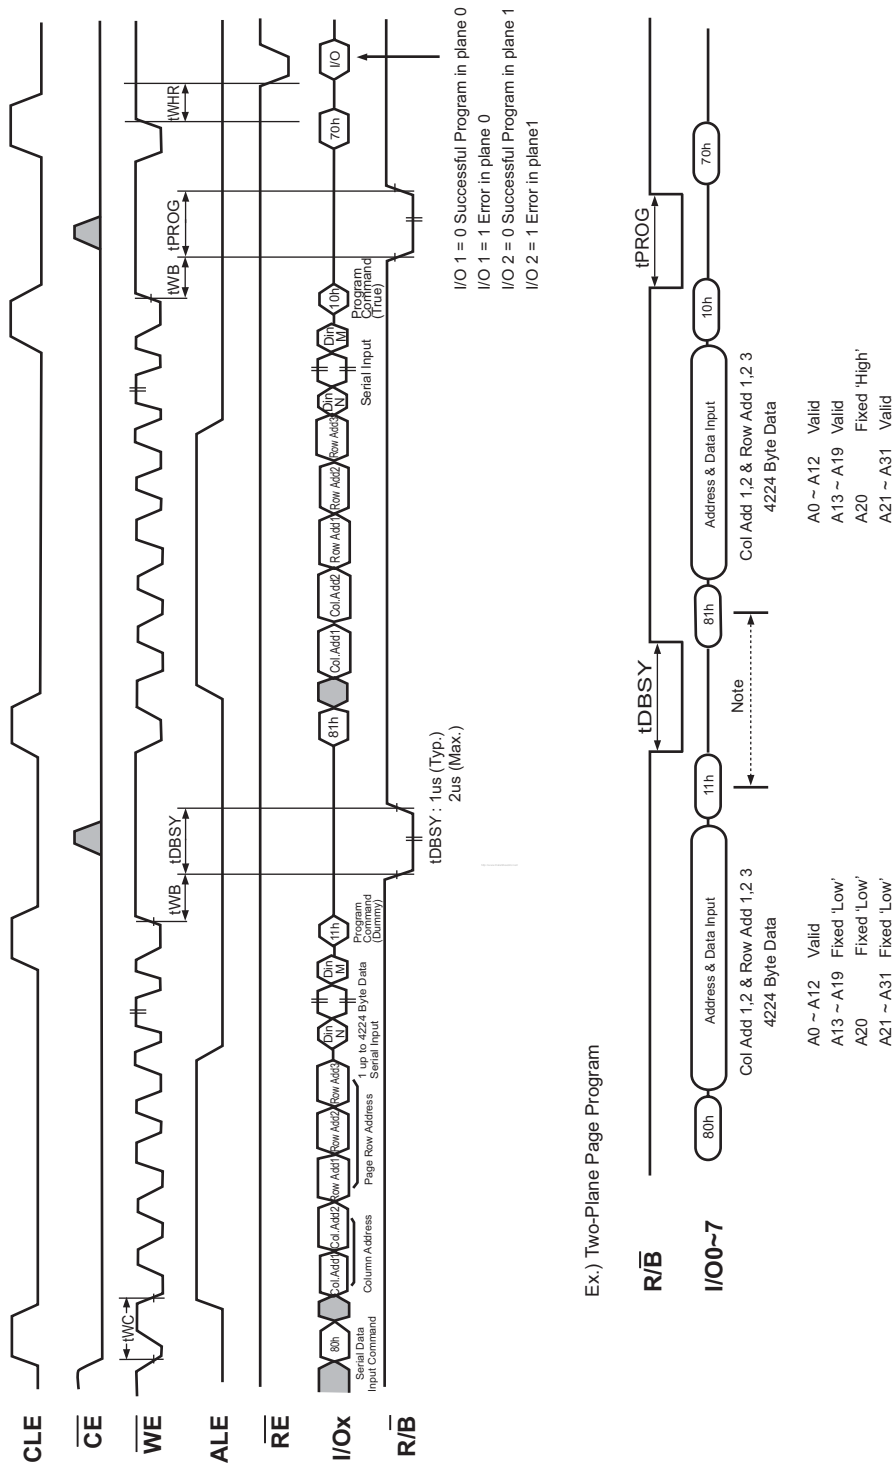 CLE
CE
WE
ALE
RE
I/Ox
R/B
tWC
tWB
tDBSY
tWB
tPROG
tWHR
80h
Col.Add1
Col.Add2
Row Add1
Row Add2
Row Add3
Din
N
Din
M
11h
81h
Col.Add1
Col.Add2
Row Add1
Row Add2
Row Add3
Din
N
Din
M
10h
70h
I/O
Serial Data
Input Command
Column Address
Page Row Address
1 up to 4224 Byte Data
Serial Input
Program
Command
(Dummy)
Serial Input
Program
Command
(True)
tDBSY : 1us (Typ.)
2us (Max.)
I/O 1 = 0 Successful Program in plane 0
I/O 1 = 1 Error in plane 0
I/O 2 = 0 Successful Program in plane 1
I/O 2 = 1 Error in plane1
Ex.) Two-Plane Page Program
R/B
tDBSY
tPROG
I/O0~7
80h
Address & Data Input
11h
81h
Address & Data Input
10h
70h
Note
Col Add 1,2 & Row Add 1,2 3
4224 Byte Data
Col Add 1,2 & Row Add 1,2 3
4224 Byte Data
A0 ~ A12 Valid
A13 ~ A19 Fixed ‘Low’
A20 Fixed ‘Low’
A21 ~ A31 Fixed ‘Low’
A0 ~ A12 Valid
A13 ~ A19 Valid
A20 Fixed ‘High’
A21 ~ A31 Valid